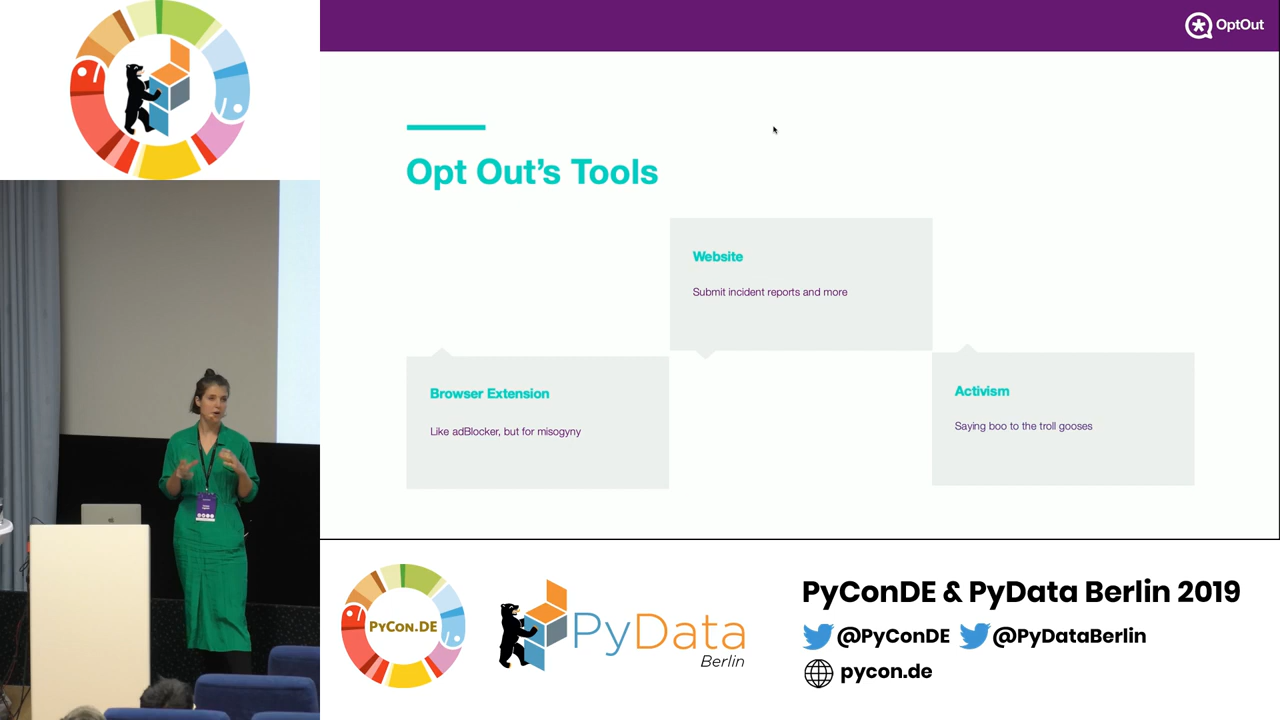 OptOut
Opt Out's Tools
Website
Submit incident reports and more
Browser Extension
Like adBlocker, but for misogyny
Activism
Saying boo to the troll gooses
PYCON.DE
PyData
Berlin
PyConDE & PyData Berlin 2019
@PyConDE @PyDataBerlin
pycon.de